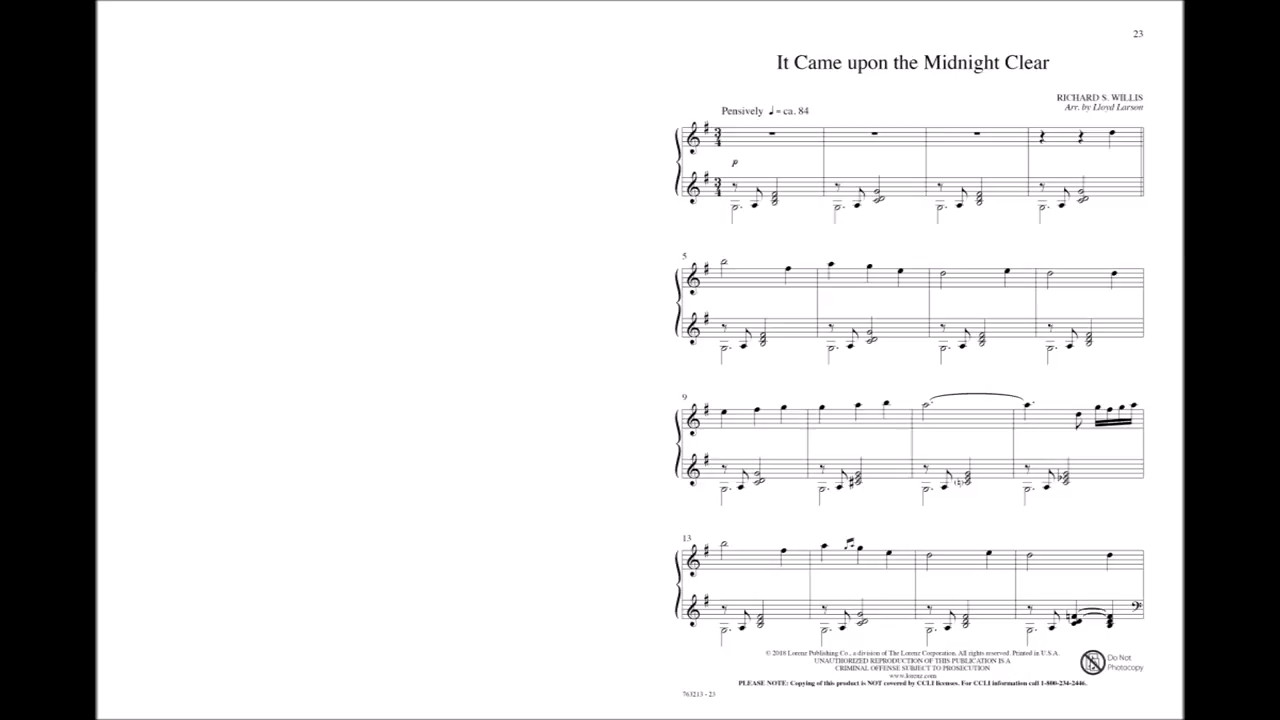 23
It Came upon the Midnight Clear
RICHARD S. WILLIS
Arr. by Lloyd Larson
Pensively ♩ = ca. 84
p
5
9
13
© 2018 Lorenz Publishing Co., a division of The Lorenz Corporation. All rights reserved. Printed in U.S.A.
UNAUTHORIZED REPRODUCTION OF THIS PUBLICATION IS A
CRIMINAL OFFENSE SUBJECT TO PROSECUTION
www.lorenz.com
PLEASE NOTE: Copying of this product is NOT covered by CCLI licenses. For CCLI information call 1-800-234-2446.
Do Not
Photocopy
763213 - 23